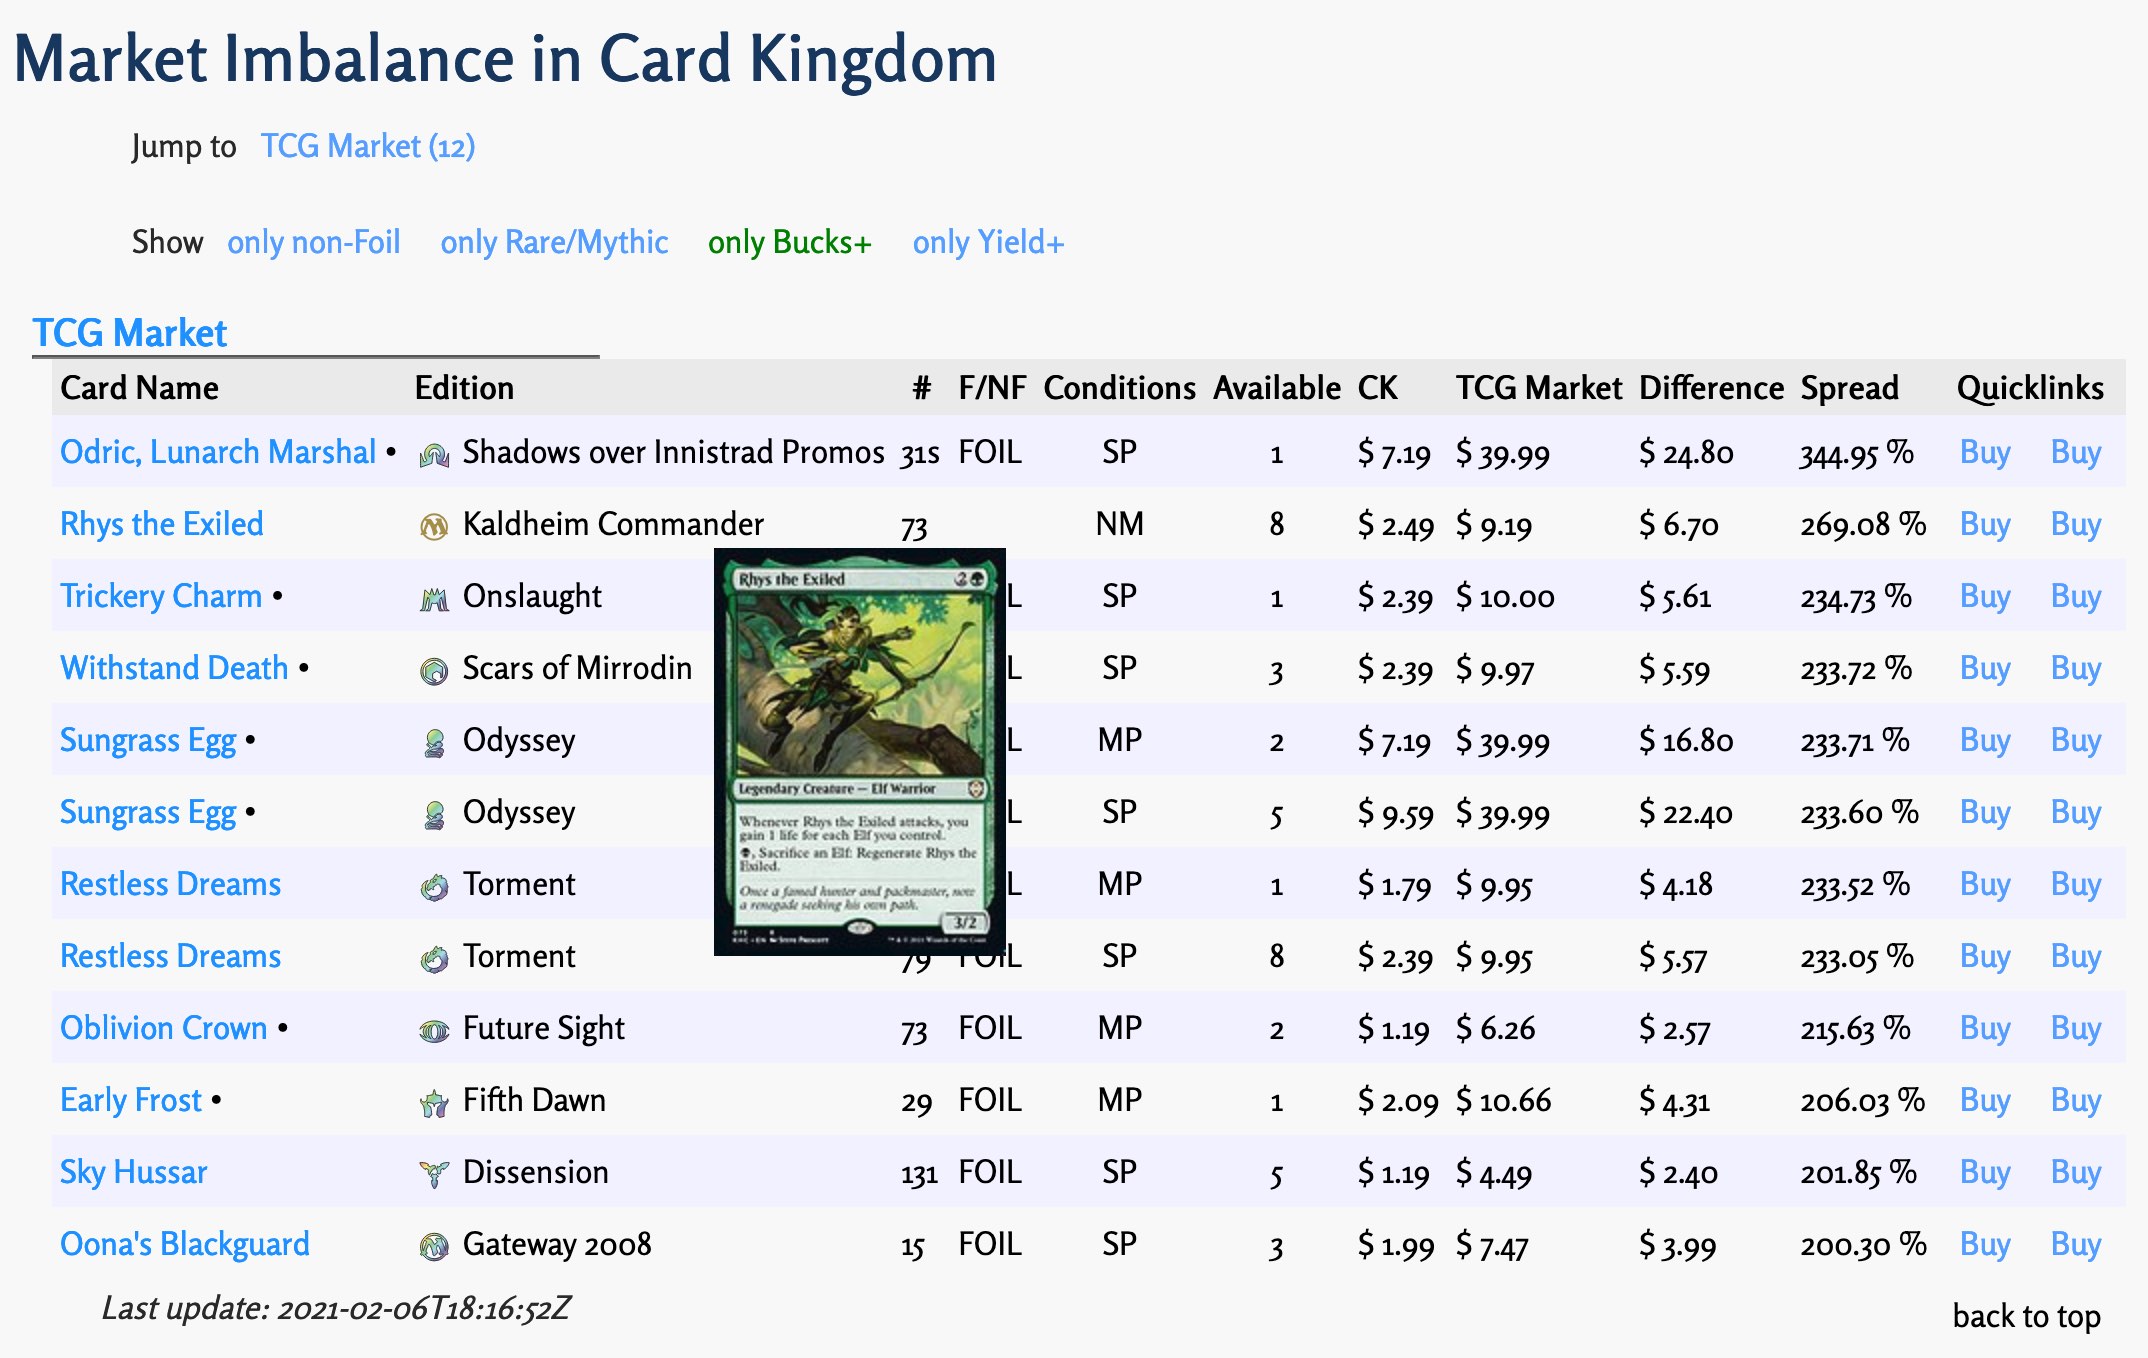 Market Imbalance in Card Kingdom
Jump to TCG Market (12)
Show only non-Foil only Rare/Mythic only Bucks+ only Yield+
TCG Market
Card Name Edition # F/NF Conditions Available CK TCG Market Difference Spread Quicklinks
Odric, Lunarch Marshal • Shadows over Innistrad Promos 31s FOIL SP 1 $ 7.19 $ 39.99 $ 24.80 344.95 % Buy Buy
Rhys the Exiled Kaldheim Commander 73 NM 8 $ 2.49 $ 9.19 $ 6.70 269.08 % Buy Buy
Trickery Charm • Onslaught L SP 1 $ 2.39 $ 10.00 $ 5.61 234.73 % Buy Buy
Withstand Death • Scars of Mirrodin L SP 3 $ 2.39 $ 9.97 $ 5.59 233.72 % Buy Buy
Sungrass Egg • Odyssey L MP 2 $ 7.19 $ 39.99 $ 16.80 233.71 % Buy Buy
Sungrass Egg • Odyssey L SP 5 $ 9.59 $ 39.99 $ 22.40 233.60 % Buy Buy
Restless Dreams Torment L MP 1 $ 1.79 $ 9.95 $ 4.18 233.52 % Buy Buy
Restless Dreams Torment 79 FOIL SP 8 $ 2.39 $ 9.95 $ 5.57 233.05 % Buy Buy
Oblivion Crown • Future Sight 73 FOIL MP 2 $ 1.19 $ 6.26 $ 2.57 215.63 % Buy Buy
Early Frost • Fifth Dawn 29 FOIL MP 1 $ 2.09 $ 10.66 $ 4.31 206.03 % Buy Buy
Sky Hussar Dissension 131 FOIL SP 5 $ 1.19 $ 4.49 $ 2.40 201.85 % Buy Buy
Oona's Blackguard Gateway 2008 15 FOIL SP 3 $ 1.99 $ 7.47 $ 3.99 200.30 % Buy Buy
Last update: 2021-02-06T18:16:52Z
back to top
Rhys the Exiled 2
Legendary Creature — Elf Warrior
Whenever Rhys the Exiled attacks, you
gain 1 life for each Elf you control.
, Sacrifice an Elf: Regenerate Rhys the
Exiled.
Once a famed hunter and packmaster, now
a renegade seeking his own path.
3/2